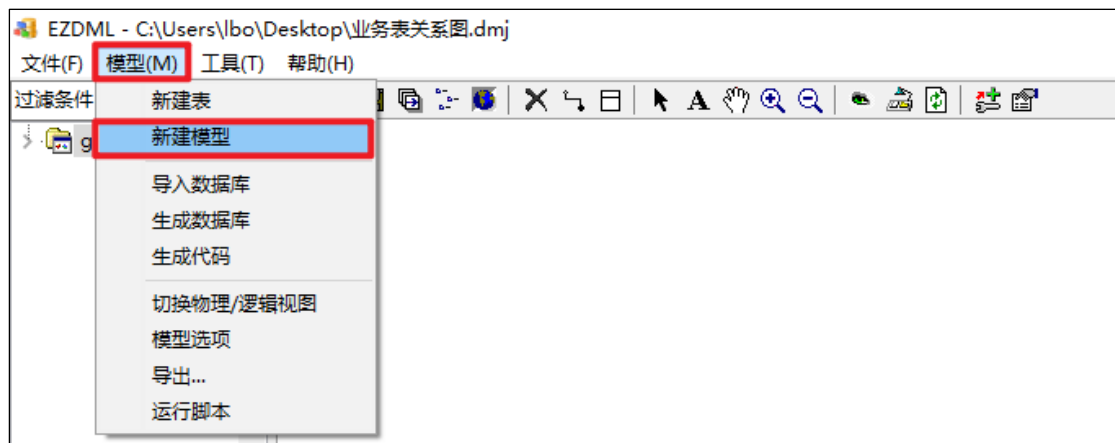 EZDML - C:\Users\lbo\Desktop\业务表关系图.dmj
文件(F) 模型(M) 工具(T) 帮助(H)
过滤条件
新建表
g
新建模型
导入数据库
生成数据库
生成代码
切换物理/逻辑视图
模型选项
导出...
运行脚本